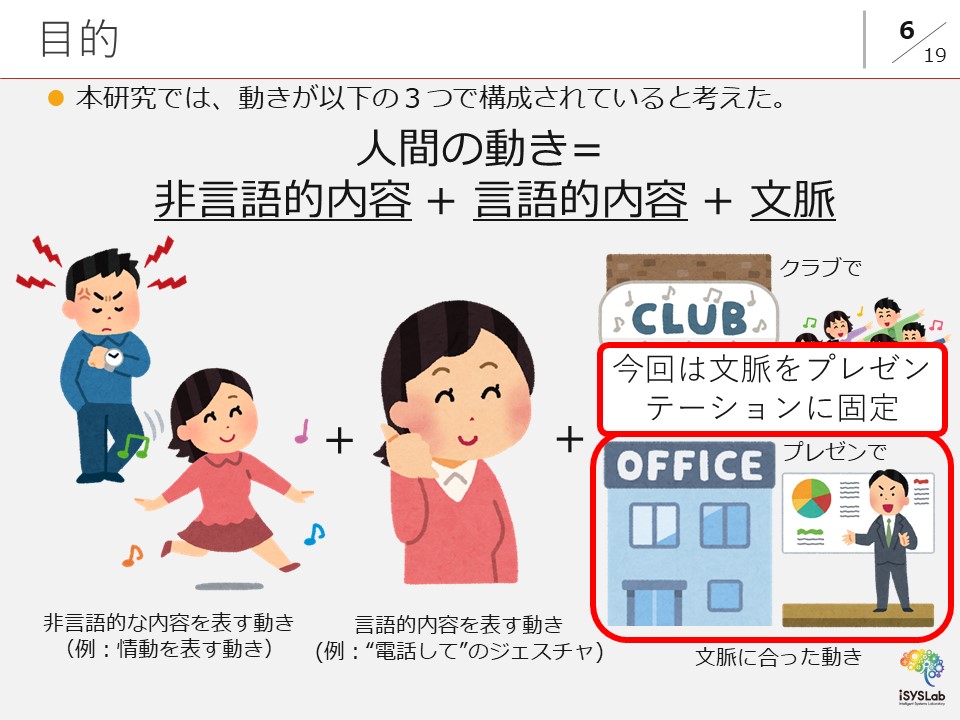 目的
6
19
本研究では、動きが以下の３つで構成されていると考えた。
人間の動き=
非言語的内容 + 言語的内容 + 文脈
クラブで
CLUB
今回は文脈をプレゼン
テーションに固定
+
+
OFFICE
プレゼンで
非言語的な内容を表す動き
（例：情動を表す動き）
言語的内容を表す動き
(例：“電話して”のジェスチャ)
文脈に合った動き
iSYSLab
Intelligent Systems Laboratory